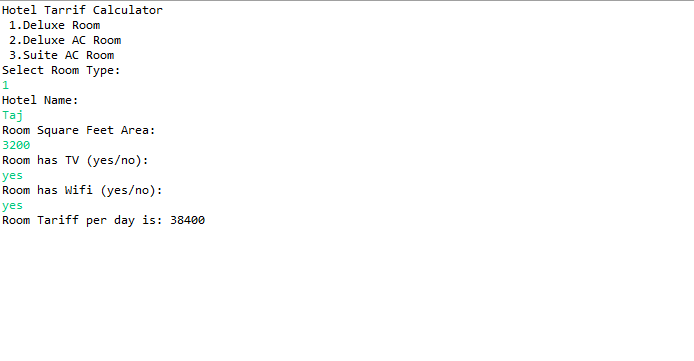 Hotel Tarrif Calculator
1.Deluxe Room
2.Deluxe AC Room
3.Suite AC Room
Select Room Type:
1
Hotel Name:
Taj
Room Square Feet Area:
3200
Room has TV (yes/no):
yes
Room has Wifi (yes/no):
yes
Room Tariff per day is: 38400